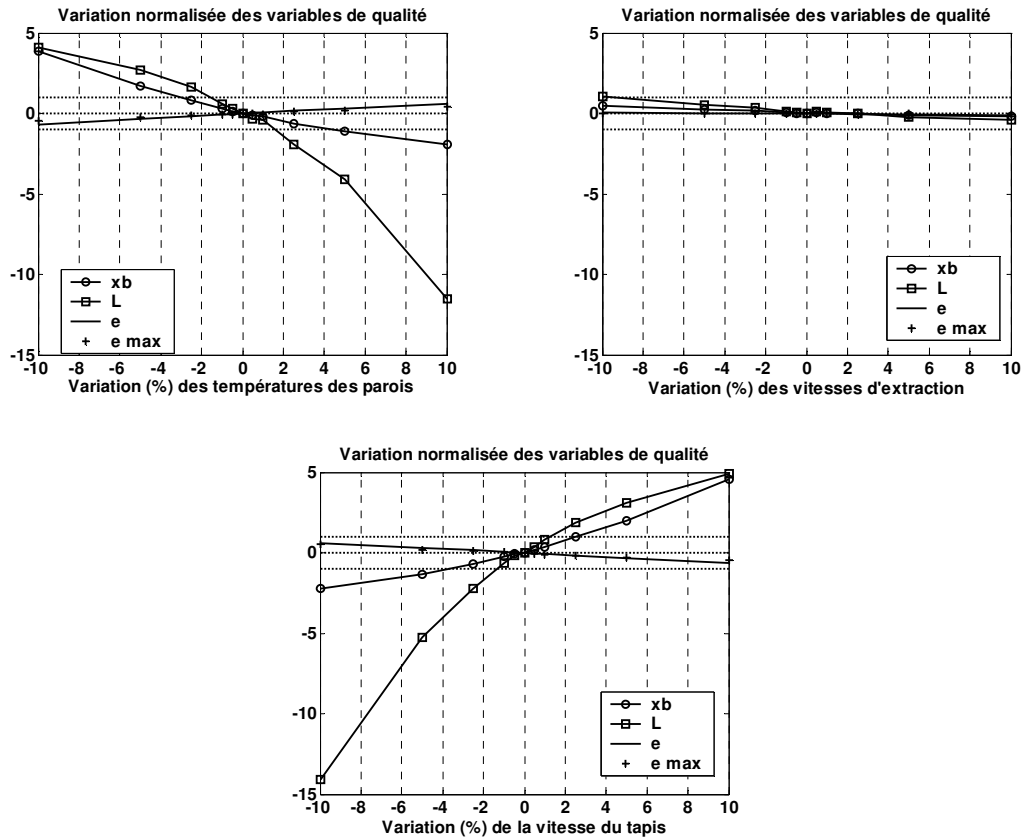 Variation normalisée des variables de qualité
5
0
-5
-10
-15
xb
L
e
e max
-10 -8 -6 -4 -2 0 2 4 6 8 10
Variation (%) des températures des parois
Variation normalisée des variables de qualité
5
0
-5
-10
-15
xb
L
e
e max
-10 -8 -6 -4 -2 0 2 4 6 8 10
Variation (%) des vitesses d'extraction
Variation normalisée des variables de qualité
5
0
-5
-10
-15
xb
L
e
e max
-10 -8 -6 -4 -2 0 2 4 6 8 10
Variation (%) de la vitesse du tapis